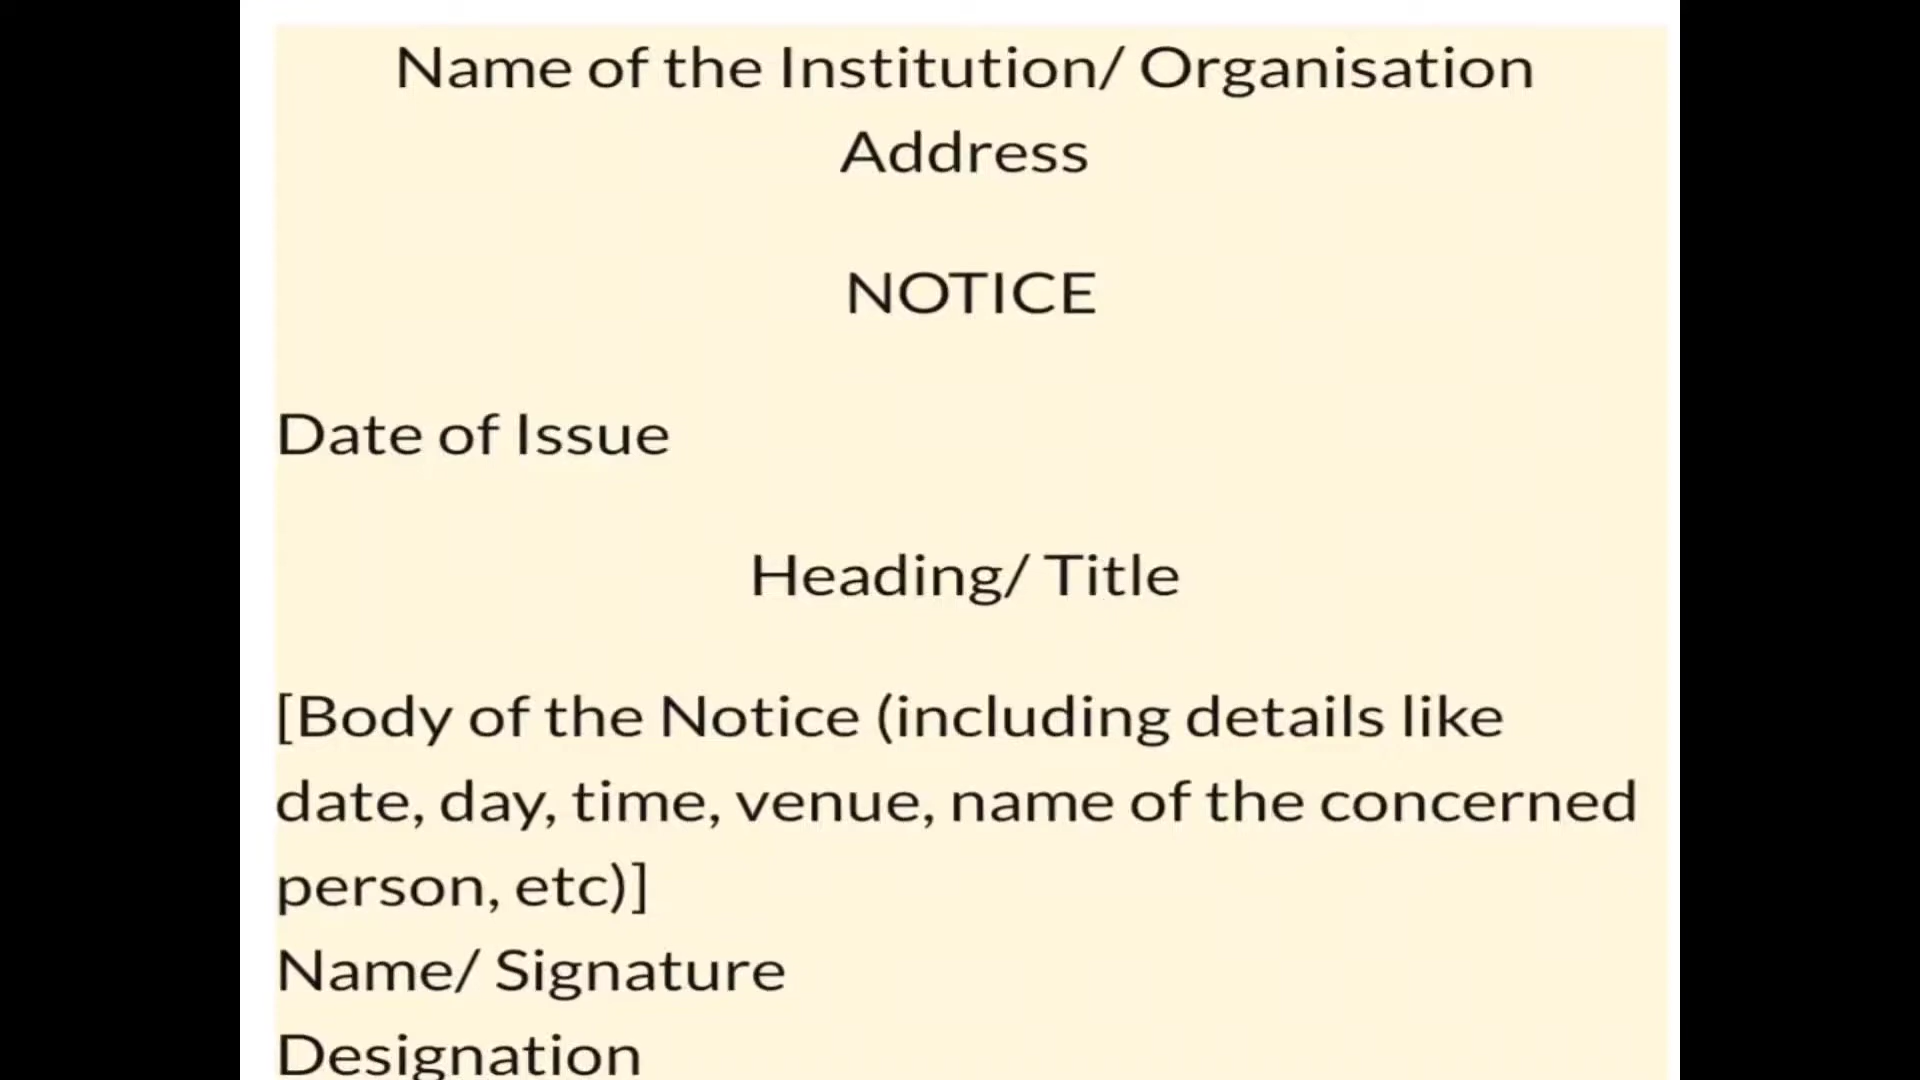 Name of the Institution/ Organisation
Address
NOTICE
Date of Issue
Heading/ Title
[Body of the Notice (including details like
date, day, time, venue, name of the concerned
person, etc)]
Name/ Signature
Designation